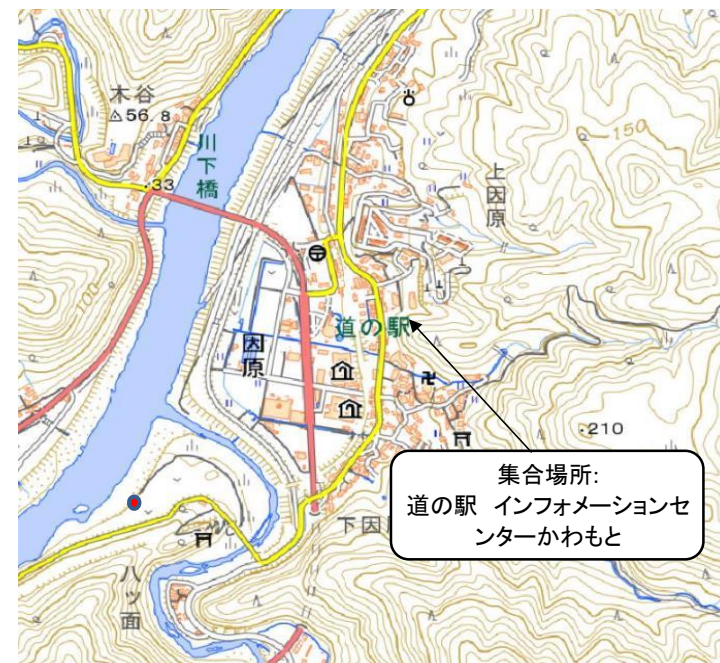 木谷
56.8
川下橋
33
上因原
150
100
道の駅
因原
210
集合場所:
道の駅 インフォメーションセ
ンターかわもと
下因
八ッ面